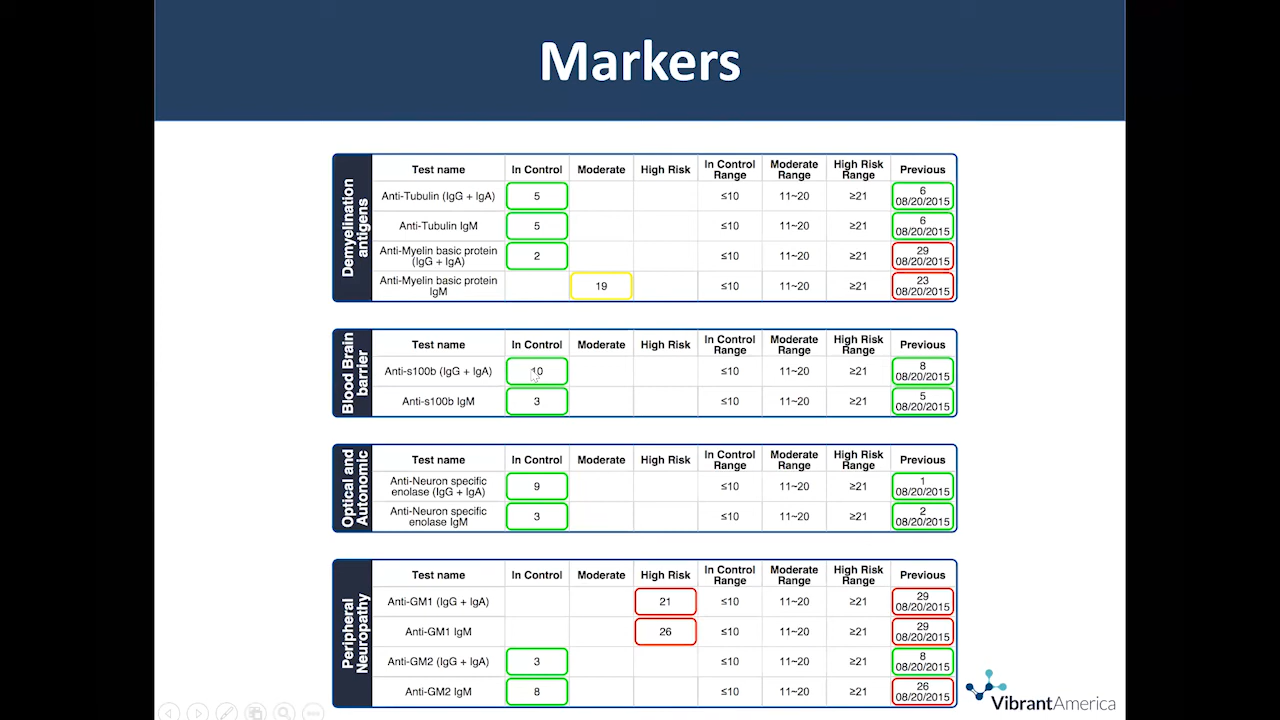 Markers
Demyelination antigens
Test name In Control Moderate High Risk In Control Range Moderate Range High Risk Range Previous
Anti-Tubulin (IgG + IgA) 5 ≤10 11~20 ≥21 6 08/20/2015
Anti-Tubulin IgM 5 ≤10 11~20 ≥21 6 08/20/2015
Anti-Myelin basic protein (IgG + IgA) 2 ≤10 11~20 ≥21 29 08/20/2015
Anti-Myelin basic protein IgM 19 ≤10 11~20 ≥21 23 08/20/2015
Blood Brain barrier
Test name In Control Moderate High Risk In Control Range Moderate Range High Risk Range Previous
Anti-s100b (IgG + IgA) 10 ≤10 11~20 ≥21 8 08/20/2015
Anti-s100b IgM 3 ≤10 11~20 ≥21 5 08/20/2015
Optical and Autonomic
Test name In Control Moderate High Risk In Control Range Moderate Range High Risk Range Previous
Anti-Neuron specific enolase (IgG + IgA) 9 ≤10 11~20 ≥21 1 08/20/2015
Anti-Neuron specific enolase IgM 3 ≤10 11~20 ≥21 2 08/20/2015
Peripheral Neuropathy
Test name In Control Moderate High Risk In Control Range Moderate Range High Risk Range Previous
Anti-GM1 (IgG + IgA) 21 ≤10 11~20 ≥21 29 08/20/2015
Anti-GM1 IgM 26 ≤10 11~20 ≥21 29 08/20/2015
Anti-GM2 (IgG + IgA) 3 ≤10 11~20 ≥21 8 08/20/2015
Anti-GM2 IgM 8 ≤10 11~20 ≥21 26 08/20/2015
VibrantAmerica